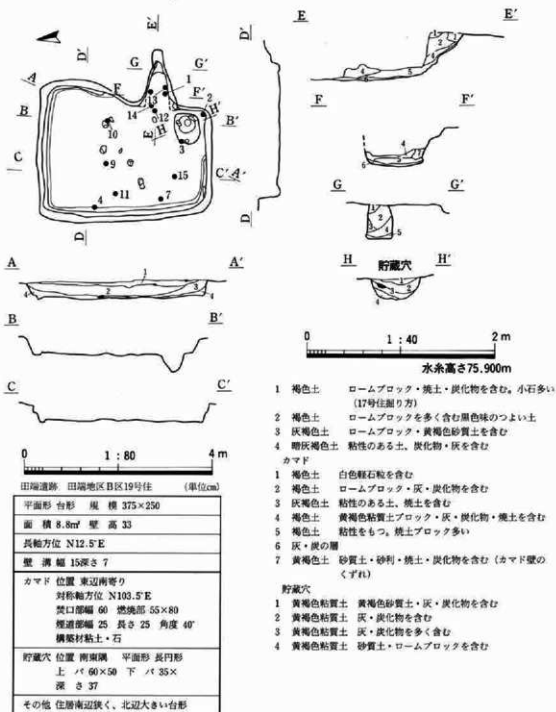 E'
D'
A
G
G'
F
1
F'
2
13
14
12
H
H'
E
B
10
3
B'
C
9
15
C'
A'
11
4
7
D
D'
D
E
E'
F
F'
G
G'
H 貯蔵穴 H'
A
A'
B
B'
C
C'
0 1:80 4 m
0 1:40 2 m
水糸高さ75.900m
田端遺跡 田端地区B区19号住 (単位cm)
平面形 台形 規 模 375×250
面 積 8.8㎡ 壁 高 33
長軸方位 N12.5°E
壁 溝 幅 15深さ 7
カマド 位置 東辺南寄り
対称軸方位 N103.5°E
焚口部幅 60 燃焼部 55×80
煙道部幅 25 長さ 25 角度 40°
構築材粘土・石
貯蔵穴 位置 南東隅 平面形 長円形
上 バ 60×50 下 バ 35×
深 さ 37
その他 住居南辺狭く、北辺大きい台形
1 褐色土 ロームブロック・焼土・炭化物を含む。小石多い
(17号住掘り方)
2 褐色土 ロームブロックを多く含む黒色味のつよい土
3 灰褐色土 ロームブロック・黄褐色砂質土を含む
4 暗灰褐色土 粘性のある土、炭化物・灰を含む
カマド
1 褐色土 白色軽石粒を含む
2 褐色土 ロームブロック・灰・炭化物を含む
3 灰褐色土 粘性のある土、焼土を含む
4 褐色土 黄褐色粘質土ブロック・灰・炭化物・焼土を含む
5 褐色土 粘性をもつ。焼土ブロック多い
6 灰・炭の層
7 黄褐色土 砂質土・砂利・焼土・炭化物を含む(カマド壁の
くずれ)
貯蔵穴
1 黄褐色粘質土 黄褐色砂質土・灰・炭化物を含む
2 黄褐色粘質土 灰・炭化物を含む
3 黄褐色粘質土 灰・炭化物を多く含む
4 黄褐色粘質土 砂質土・ロームブロックを含む